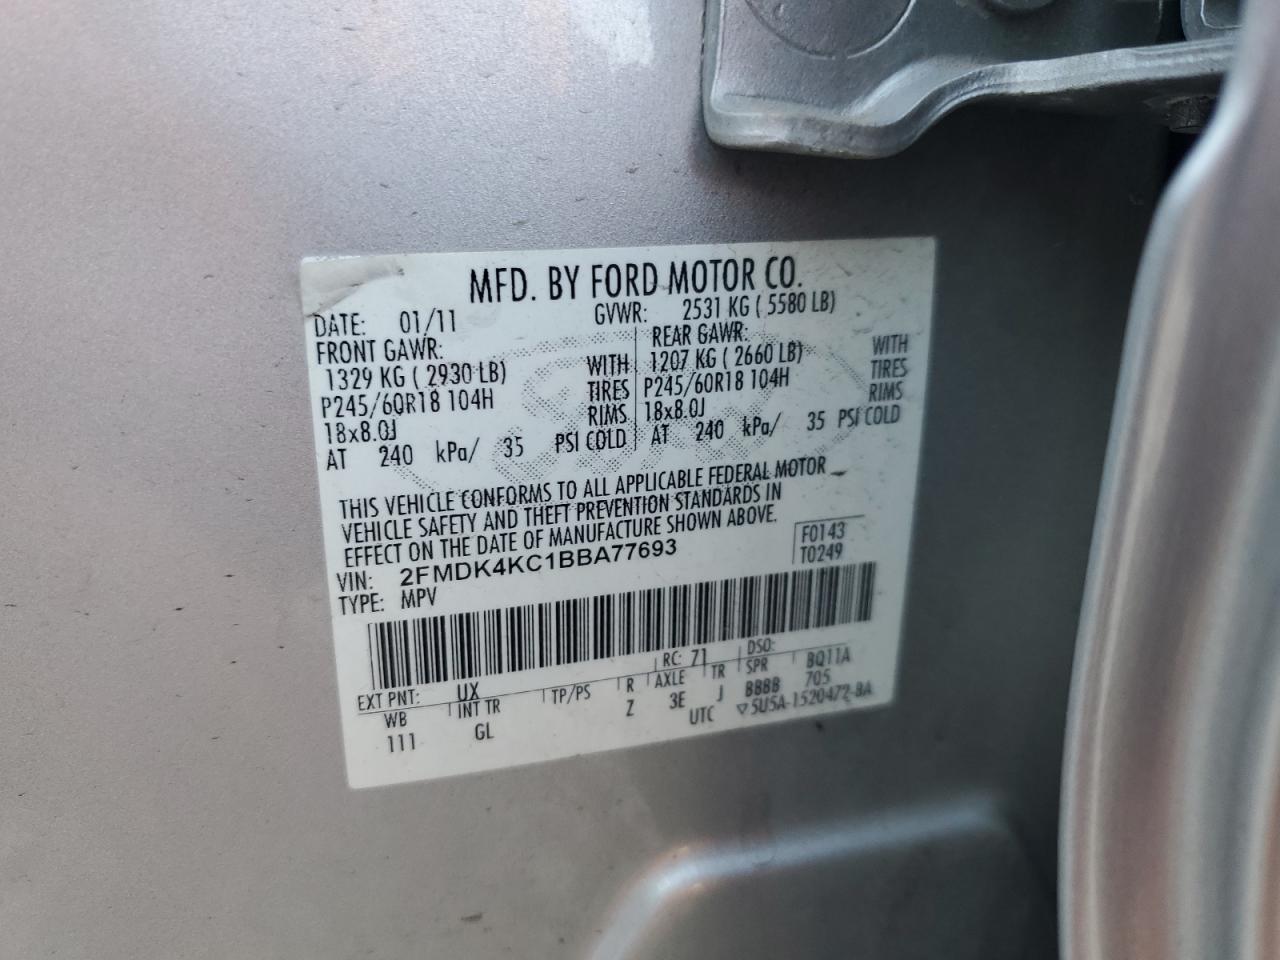 MFD. BY FORD MOTOR CO.
DATE: 01/11 GVWR: 2531 KG ( 5580 LB)
FRONT GAWR: REAR GAWR:
1329 KG ( 2930 LB) WITH 1207 KG ( 2660 LB) WITH
P245/60R18 104H TIRES P245/60R18 104H TIRES
18x8.0J RIMS 18x8.0J RIMS
AT 240 kPa/ 35 PSI COLD AT 240 kPa/ 35 PSI COLD
THIS VEHICLE CONFORMS TO ALL APPLICABLE FEDERAL MOTOR
VEHICLE SAFETY AND THEFT PREVENTION STANDARDS IN
EFFECT ON THE DATE OF MANUFACTURE SHOWN ABOVE.
F0143
T0249
VIN: 2FMDK4KC1BBA77693
TYPE: MPV
EXT PNT: UX RC: 71 DSO:
WB INT TR TP/PS R AXLE TR SPR BQ11A
111 GL Z 3E J BBBB 705
UTC ▽5U5A-1520472-BA